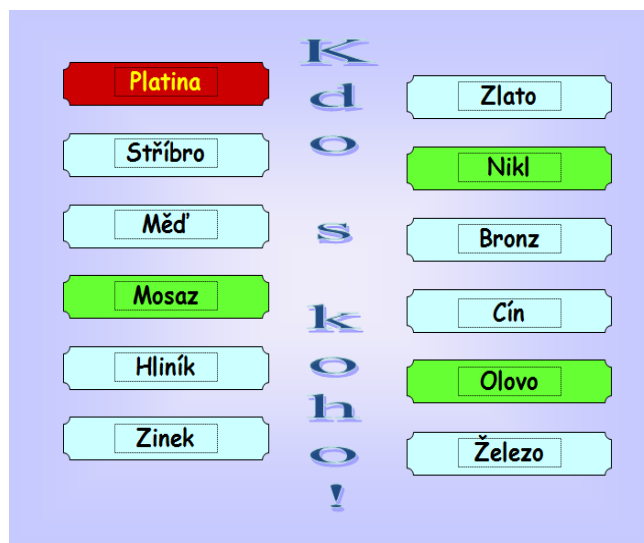 Kdo s koho!
Platina
Stříbro
Měď
Mosaz
Hliník
Zinek
Zlato
Nikl
Bronz
Cín
Olovo
Železo